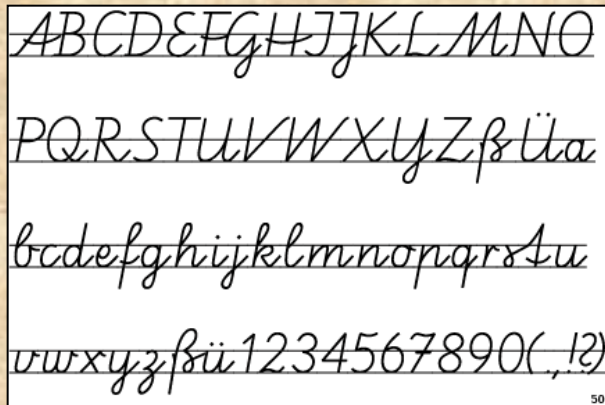 ABCDEFGHIJKLMNO
PQRSTUVWXYZßÜa
bcdefghijklmnopqrstu
vwxyzßü1234567890(.,!?)
50